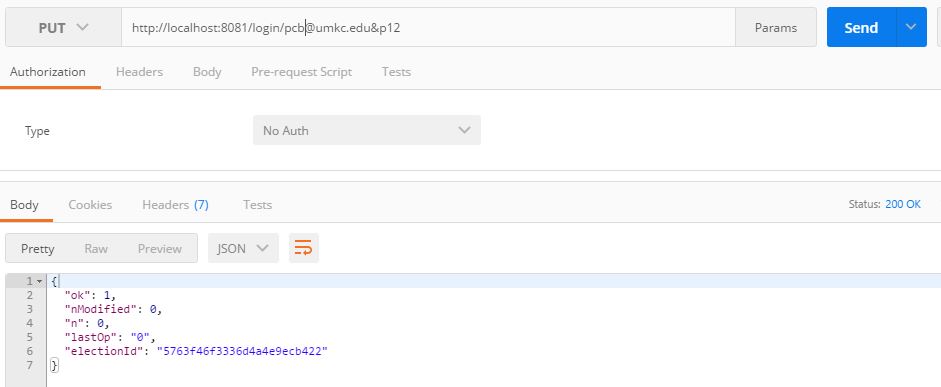 PUT http://localhost:8081/login/pcb@umkc.edu&p12 Params Send
Authorization Headers Body Pre-request Script Tests
Type No Auth
Body Cookies Headers (7) Tests Status: 200 OK
Pretty Raw Preview JSON
1 {
2 "ok": 1,
3 "nModified": 0,
4 "n": 0,
5 "lastOp": "0",
6 "electionId": "5763f46f3336d4a4e9ecb422"
7 }